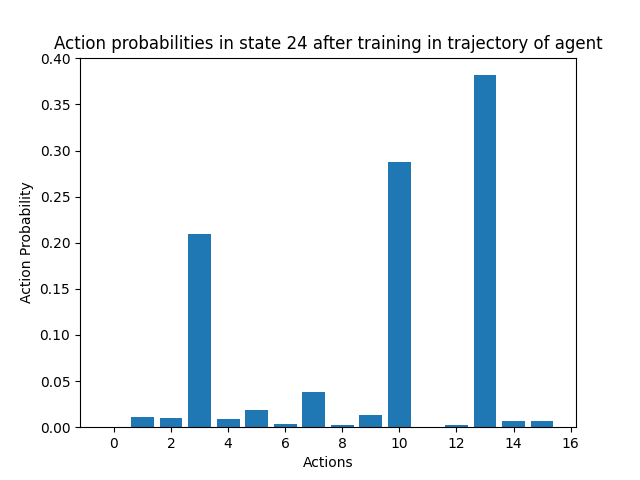 Action probabilities in state 24 after training in trajectory of agent
0.40
0.35
0.30
0.25
0.20
0.15
0.10
0.05
0.00
Action Probability
0 2 4 6 8 10 12 14 16
Actions